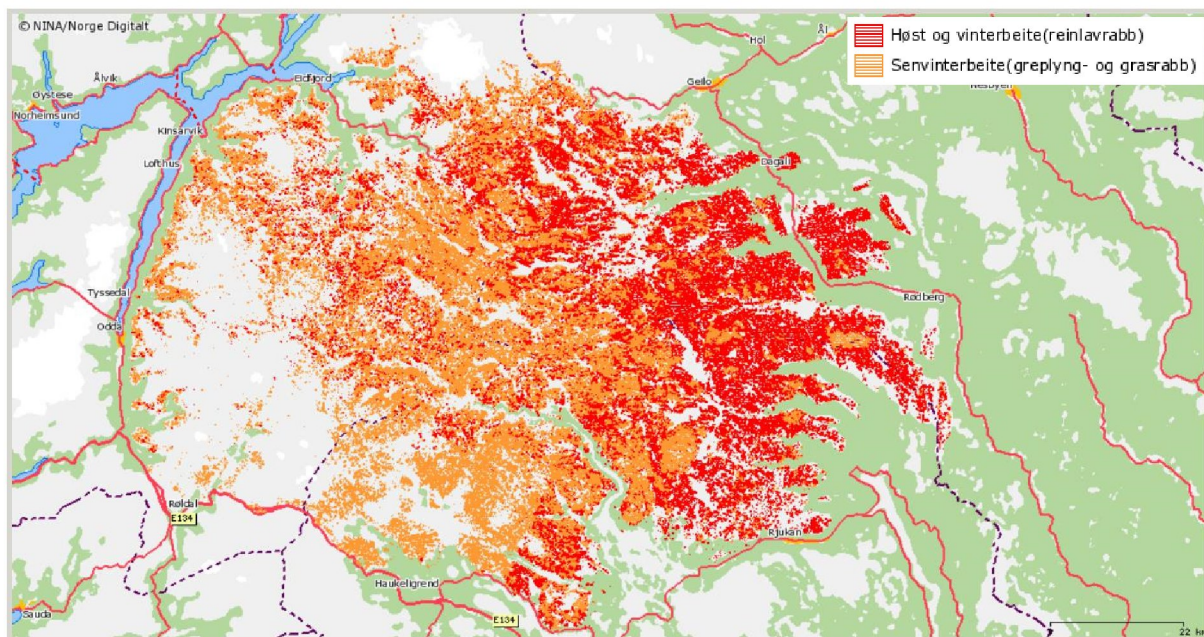 © NINA/Norge Digitalt
Høst og vinterbeite(reinlavrabb)
Senvinterbeite(greplyng- og grasrabb)
Ål
Hol
Ålvik
Eidfjord
Geilo
Øystese
Norheimsund
Kinsarvik
Lofthus
Dagali
Tyssedal
Rødberg
Odda
Røldal
E134
Rjukan
Haukeligrend
Sauda
E134